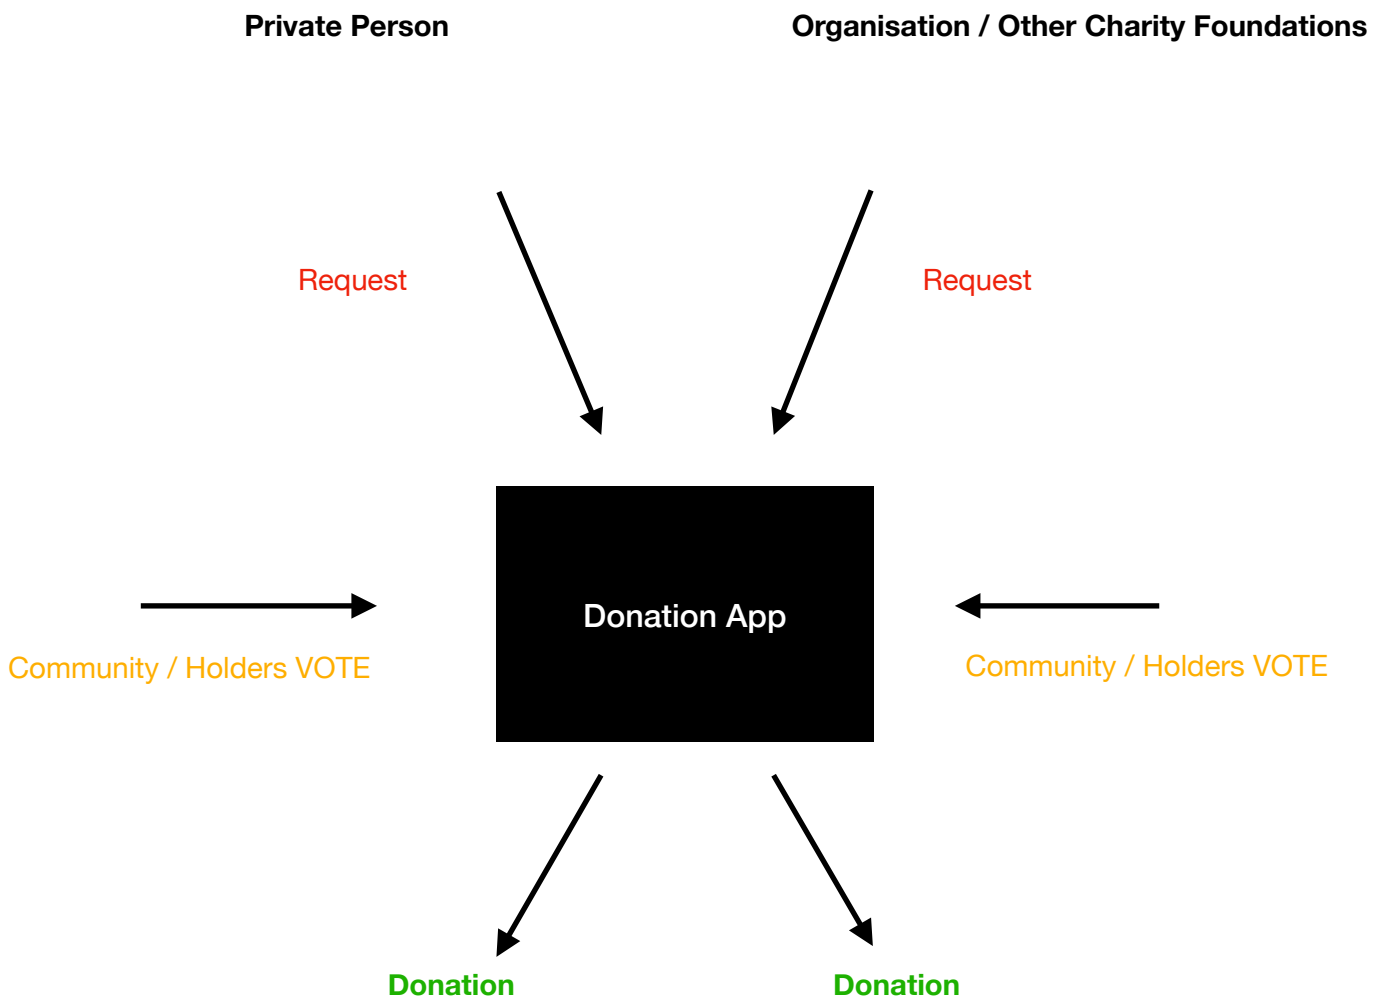 Private Person
Organisation / Other Charity Foundations
Request
Request
Donation App
Community / Holders VOTE
Community / Holders VOTE
Donation
Donation